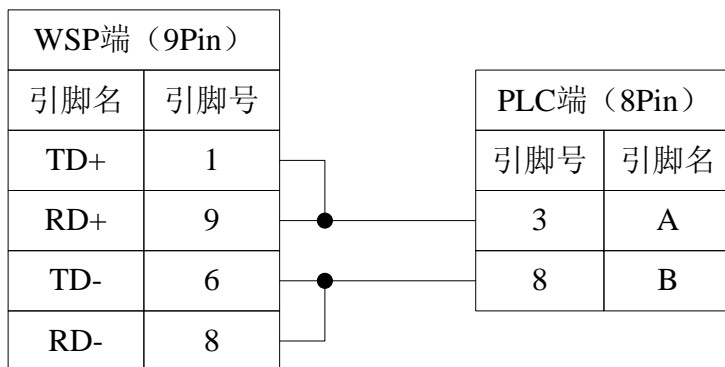 WSP端（9Pin）
引脚名 引脚号
TD+ 1
RD+ 9
TD- 6
RD- 8
PLC端（8Pin）
引脚号 引脚名
3 A
8 B